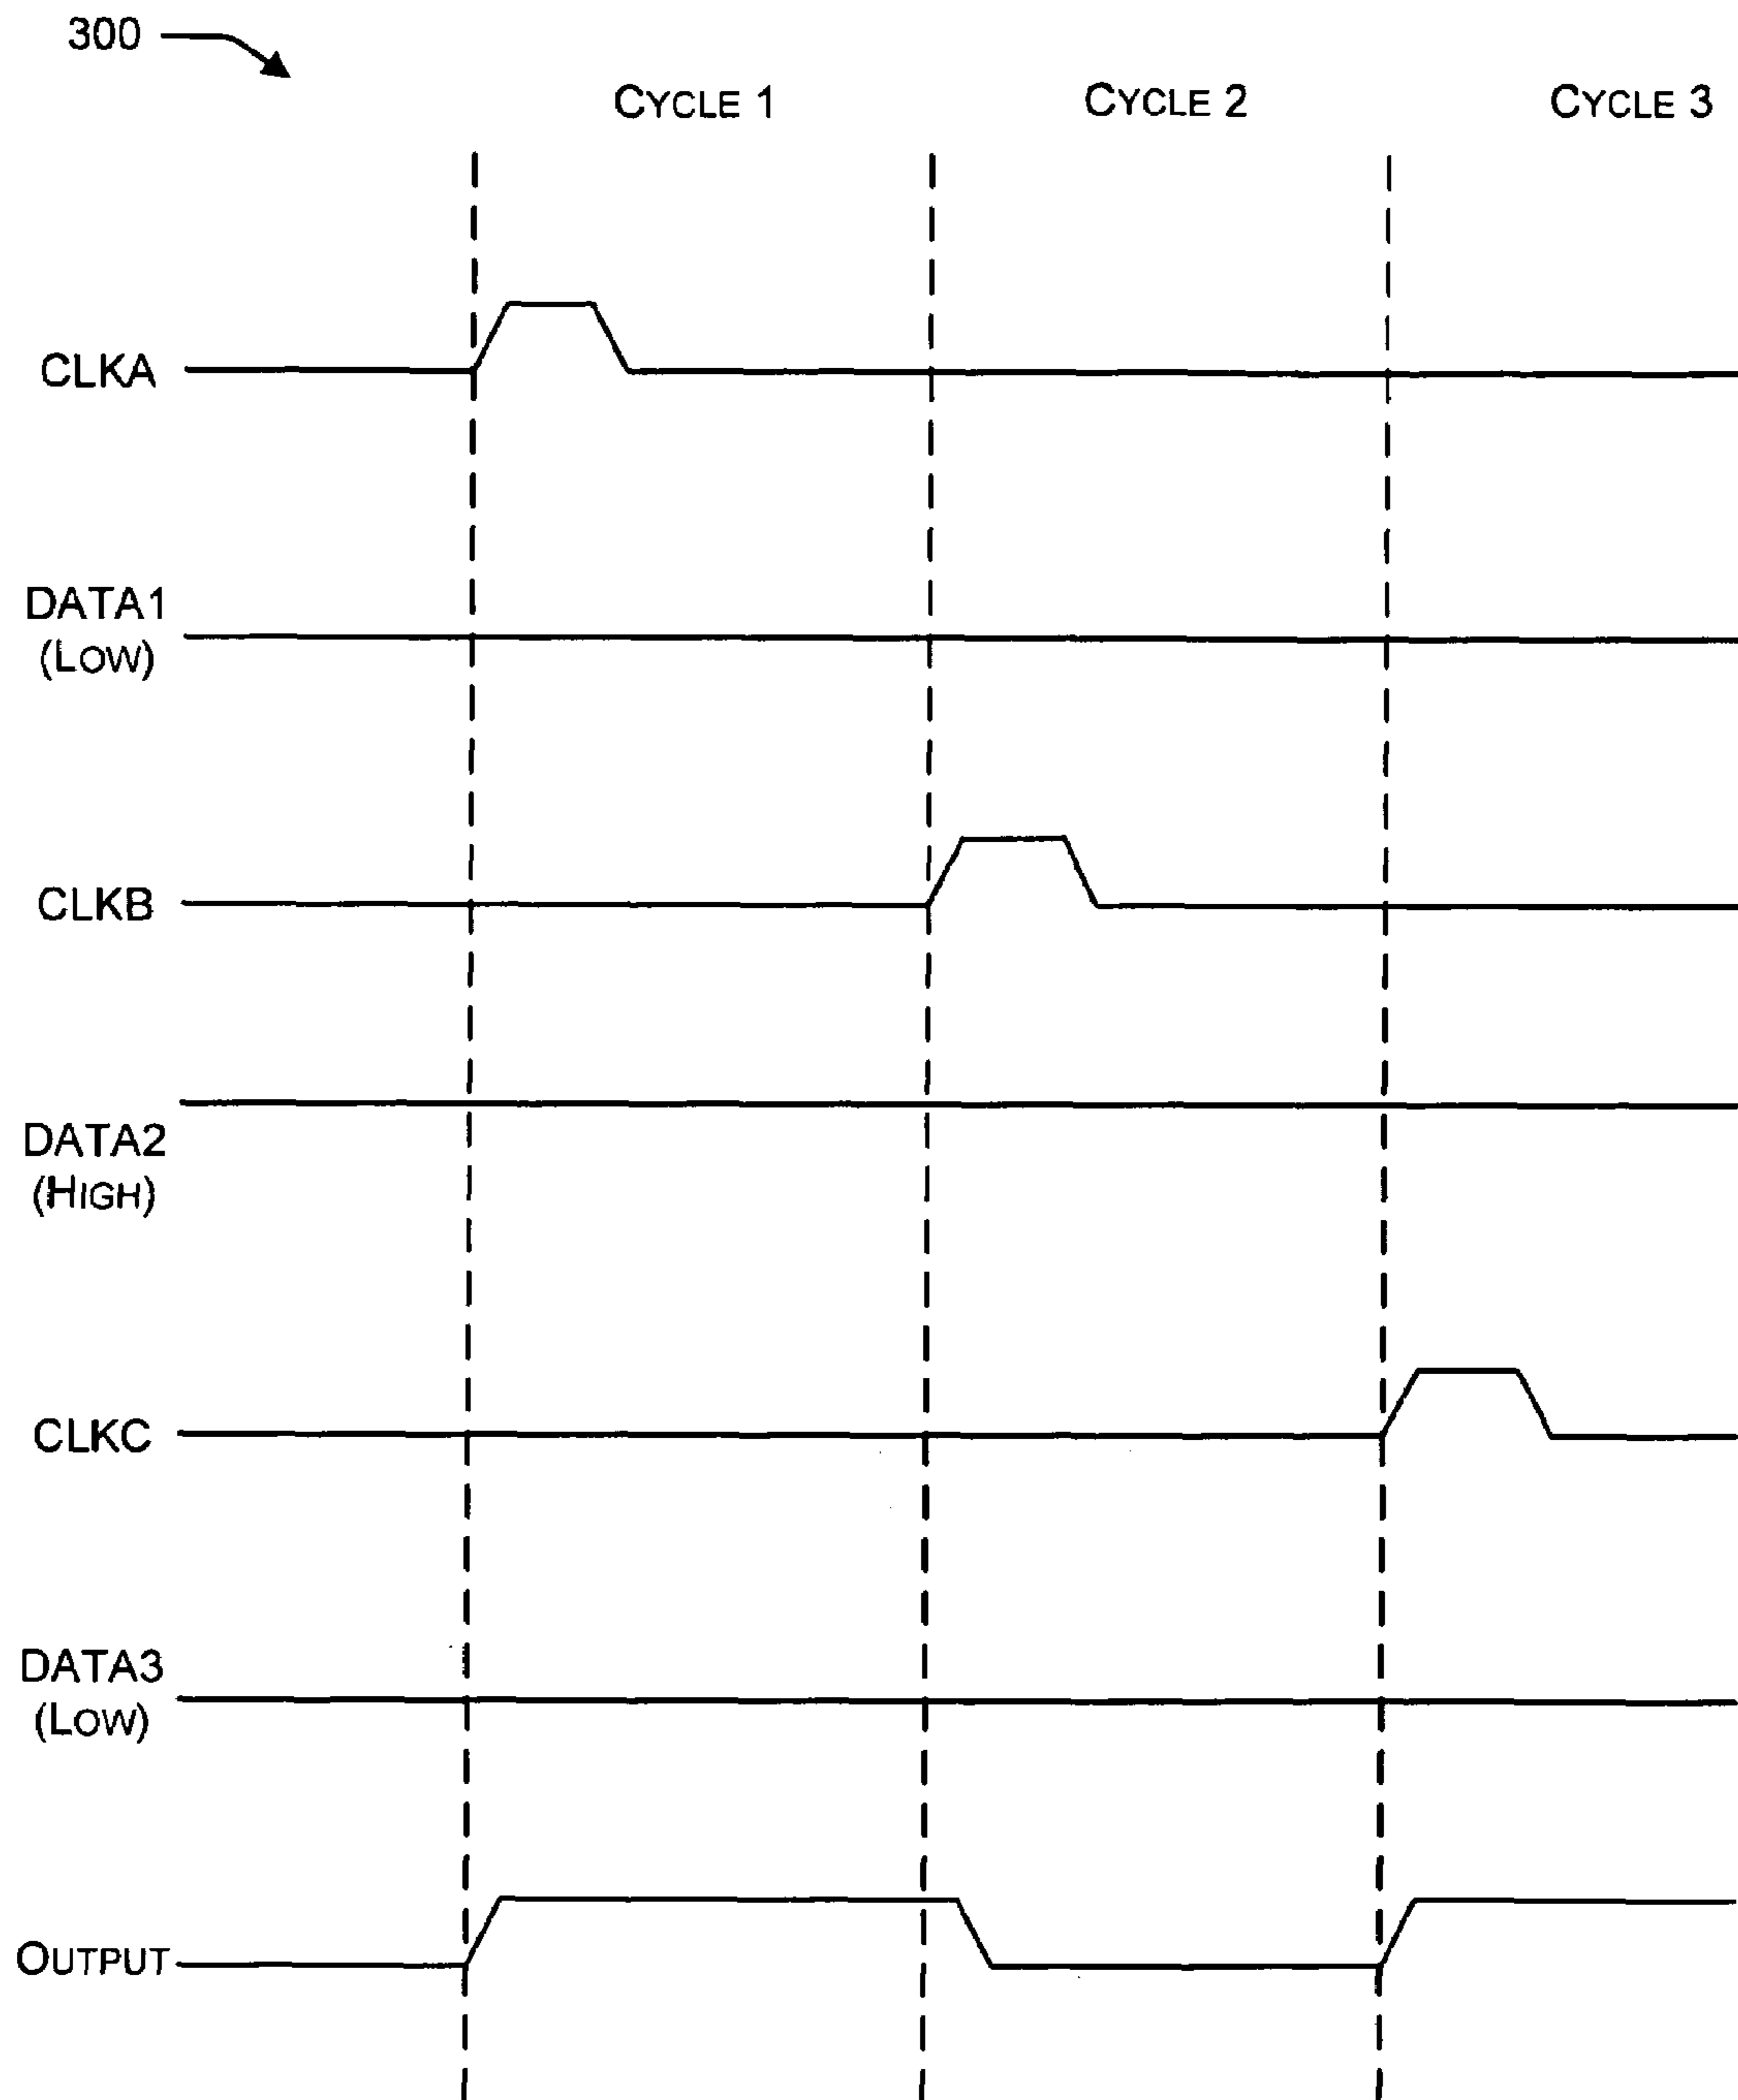 300
CYCLE 1 CYCLE 2 CYCLE 3
CLKA
DATA1
(LOW)
CLKB
DATA2
(HIGH)
CLKC
DATA3
(LOW)
OUTPUT